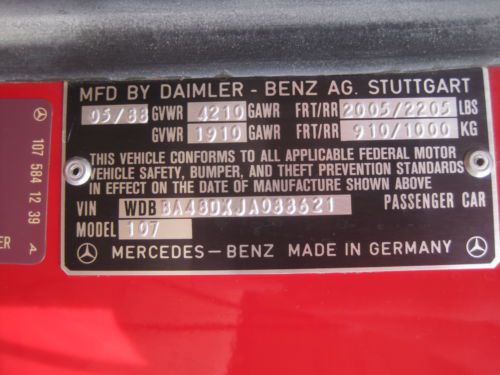 MFD BY DAIMLER - BENZ AG. STUTTGART
05/88 GVWR 4210 GAWR FRT/RR 2005/2205 LBS
GVWR 1910 GAWR FRT/RR 910/1000 KG
THIS VEHICLE CONFORMS TO ALL APPLICABLE FEDERAL MOTOR
VEHICLE SAFETY, BUMPER, AND THEFT PREVENTION STANDARDS
IN EFFECT ON THE DATE OF MANUFACTURE SHOWN ABOVE
VIN WDBBA48DXJA088621 PASSENGER CAR
MODEL 107
MERCEDES-BENZ MADE IN GERMANY
107 584 12 39
A
ER